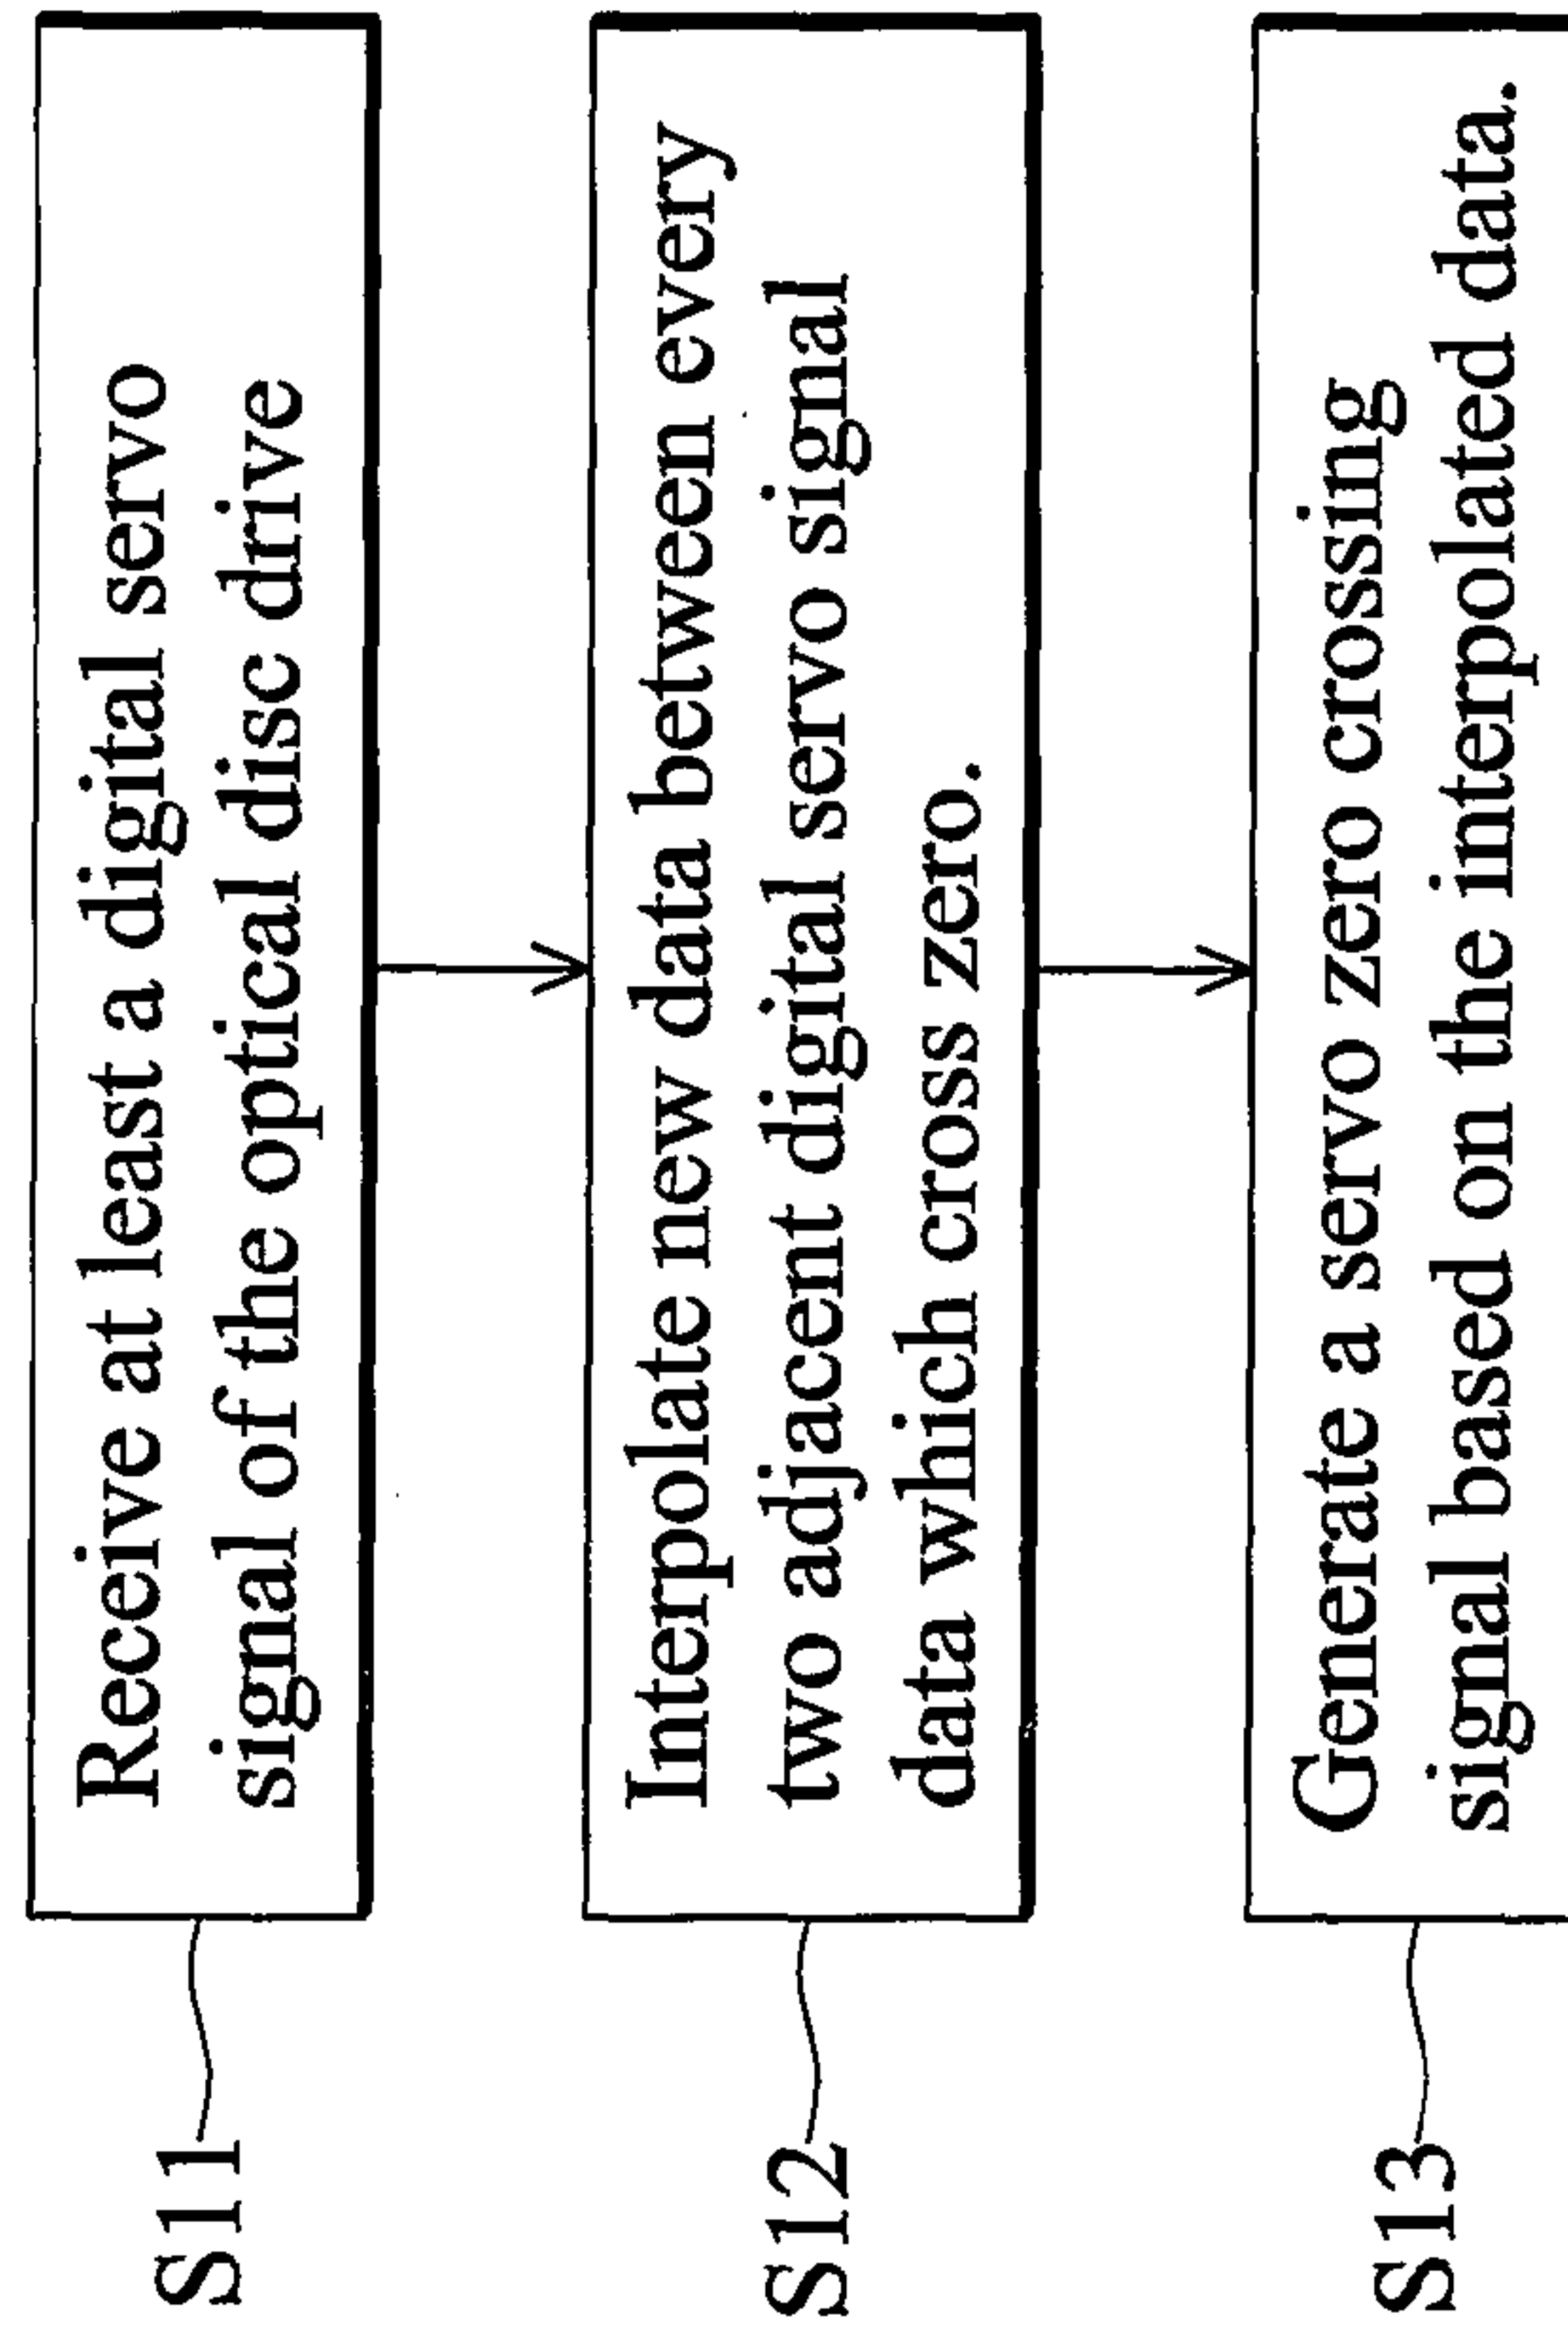 S11
Receive at least a digital servo
signal of the optical disc drive
S12
Interpolate new data between every
two adjacent digital servo signal
data which cross zero.
S13
Generate a servo zero crossing
signal based on the interpolated data.